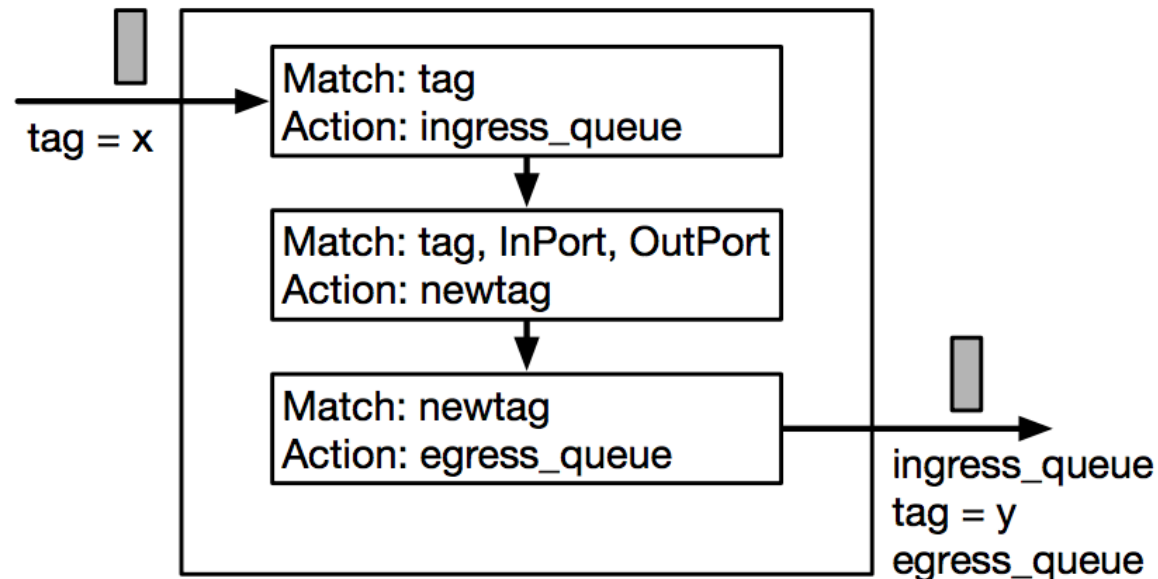 tag = x
Match: tag
Action: ingress_queue
Match: tag, InPort, OutPort
Action: newtag
Match: newtag
Action: egress_queue
ingress_queue
tag = y
egress_queue